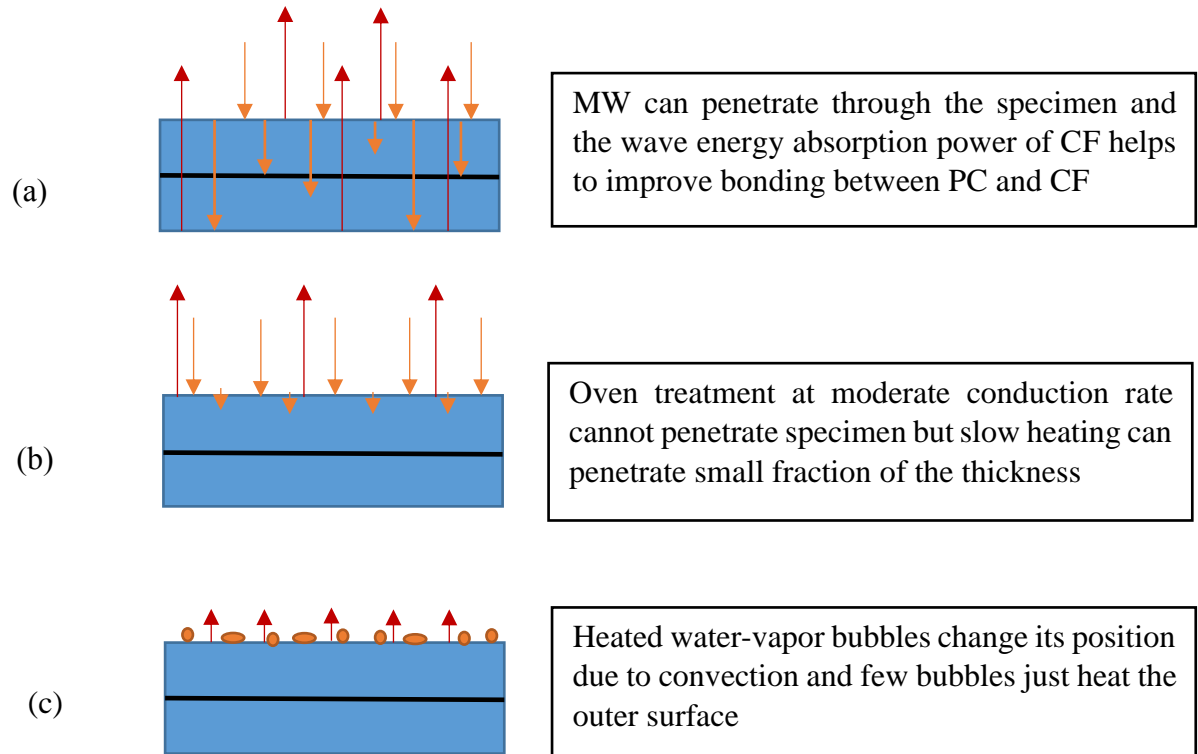 (a)
MW can penetrate through the specimen and
the wave energy absorption power of CF helps
to improve bonding between PC and CF
(b)
Oven treatment at moderate conduction rate
cannot penetrate specimen but slow heating can
penetrate small fraction of the thickness
(c)
Heated water-vapor bubbles change its position
due to convection and few bubbles just heat the
outer surface